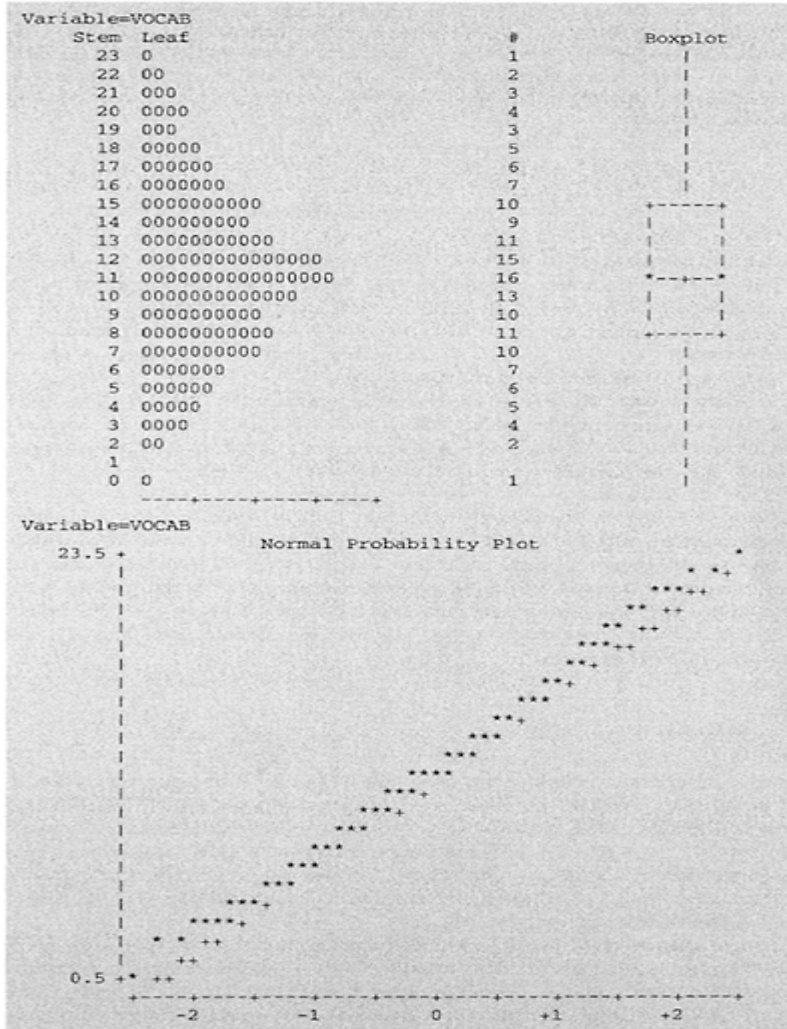 Variable=VOCAB
Stem Leaf # Boxplot
23 0 1 |
22 00 2 |
21 000 3 |
20 0000 4 |
19 000 3 |
18 00000 5 |
17 000000 6 |
16 0000000 7 |
15 0000000000 10 +-----+
14 000000000 9 | |
13 00000000000 11 | |
12 000000000000000 15 | |
11 0000000000000000 16 *--+--*
10 0000000000000 13 | |
9 0000000000 10 | |
8 00000000000 11 +-----+
7 0000000000 10 |
6 0000000 7 |
5 000000 6 |
4 00000 5 |
3 0000 4 |
2 00 2 |
1 |
0 0 1 |
----+----+----+----+
Variable=VOCAB
Normal Probability Plot
23.5
0.5
-2 -1 0 +1 +2